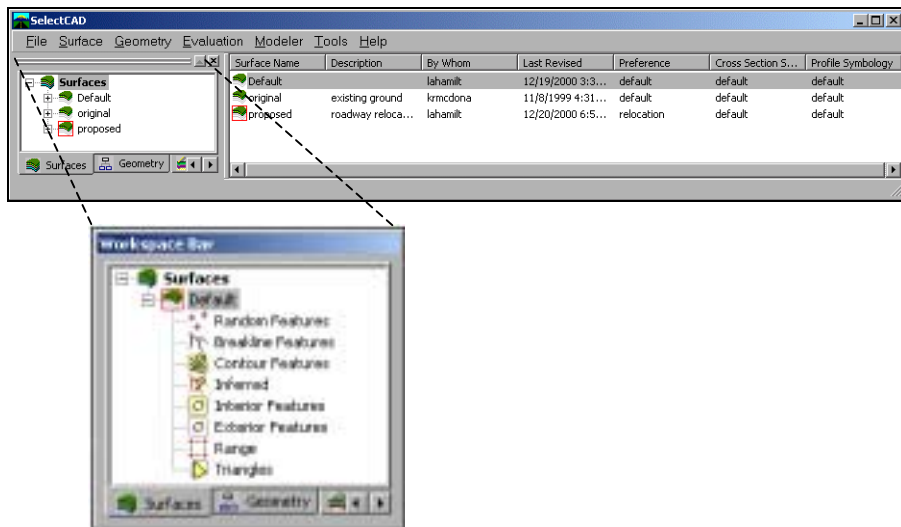 SelectCAD
File Surface Geometry Evaluation Modeler Tools Help
Surface Name Description By Whom Last Revised Preference Cross Section S... Profile Symbology
Default lahamilt 12/19/2000 3:3... default default default
original existing ground krmcdona 11/8/1999 4:31... default default default
proposed roadway reloca... lahamilt 12/20/2000 6:5... relocation default default
Surfaces
Default
original
proposed
Surfaces Geometry
Workspace Bar
Surfaces
Default
Random Features
Breakline Features
Contour Features
Inferred
Interior Features
Exterior Features
Range
Triangles
Surfaces Geometry